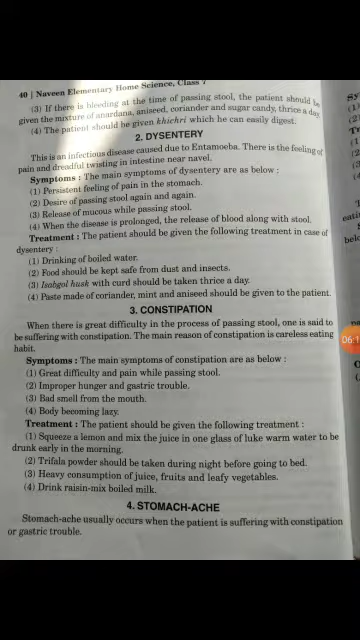 40 | Naveen Elementary Home Science, Class 7
(3) If there is bleeding at the time of passing stool, the patient should be
given the mixture of anardana, aniseed, coriander and sugar candy, thrice a day.
(4) The patient should be given khichri which he can easily digest.
2. DYSENTERY
This is an infectious disease caused due to Entamoeba. There is the feeling of
pain and dreadful twisting in intestine near navel.
Symptoms : The main symptoms of dysentery are as below :
(1) Persistent feeling of pain in the stomach.
(2) Desire of passing stool again and again.
(3) Release of mucous while passing stool.
(4) When the disease is prolonged, the release of blood along with stool.
Treatment : The patient should be given the following treatment in case of
dysentery :
(1) Drinking of boiled water.
(2) Food should be kept safe from dust and insects.
(3) Isabgol husk with curd should be taken thrice a day.
(4) Paste made of coriander, mint and aniseed should be given to the patient.
3. CONSTIPATION
When there is great difficulty in the process of passing stool, one is said to
be suffering with constipation. The main reason of constipation is careless eating
habit.
Symptoms : The main symptoms of constipation are as below :
(1) Great difficulty and pain while passing stool.
(2) Improper hunger and gastric trouble.
(3) Bad smell from the mouth.
(4) Body becoming lazy.
Treatment : The patient should be given the following treatment :
(1) Squeeze a lemon and mix the juice in one glass of luke warm water to be
drunk early in the morning.
(2) Trifala powder should be taken during night before going to bed.
(3) Heavy consumption of juice, fruits and leafy vegetables.
(4) Drink raisin-mix boiled milk.
4. STOMACH-ACHE
Stomach-ache usually occurs when the patient is suffering with constipation
or gastric trouble.